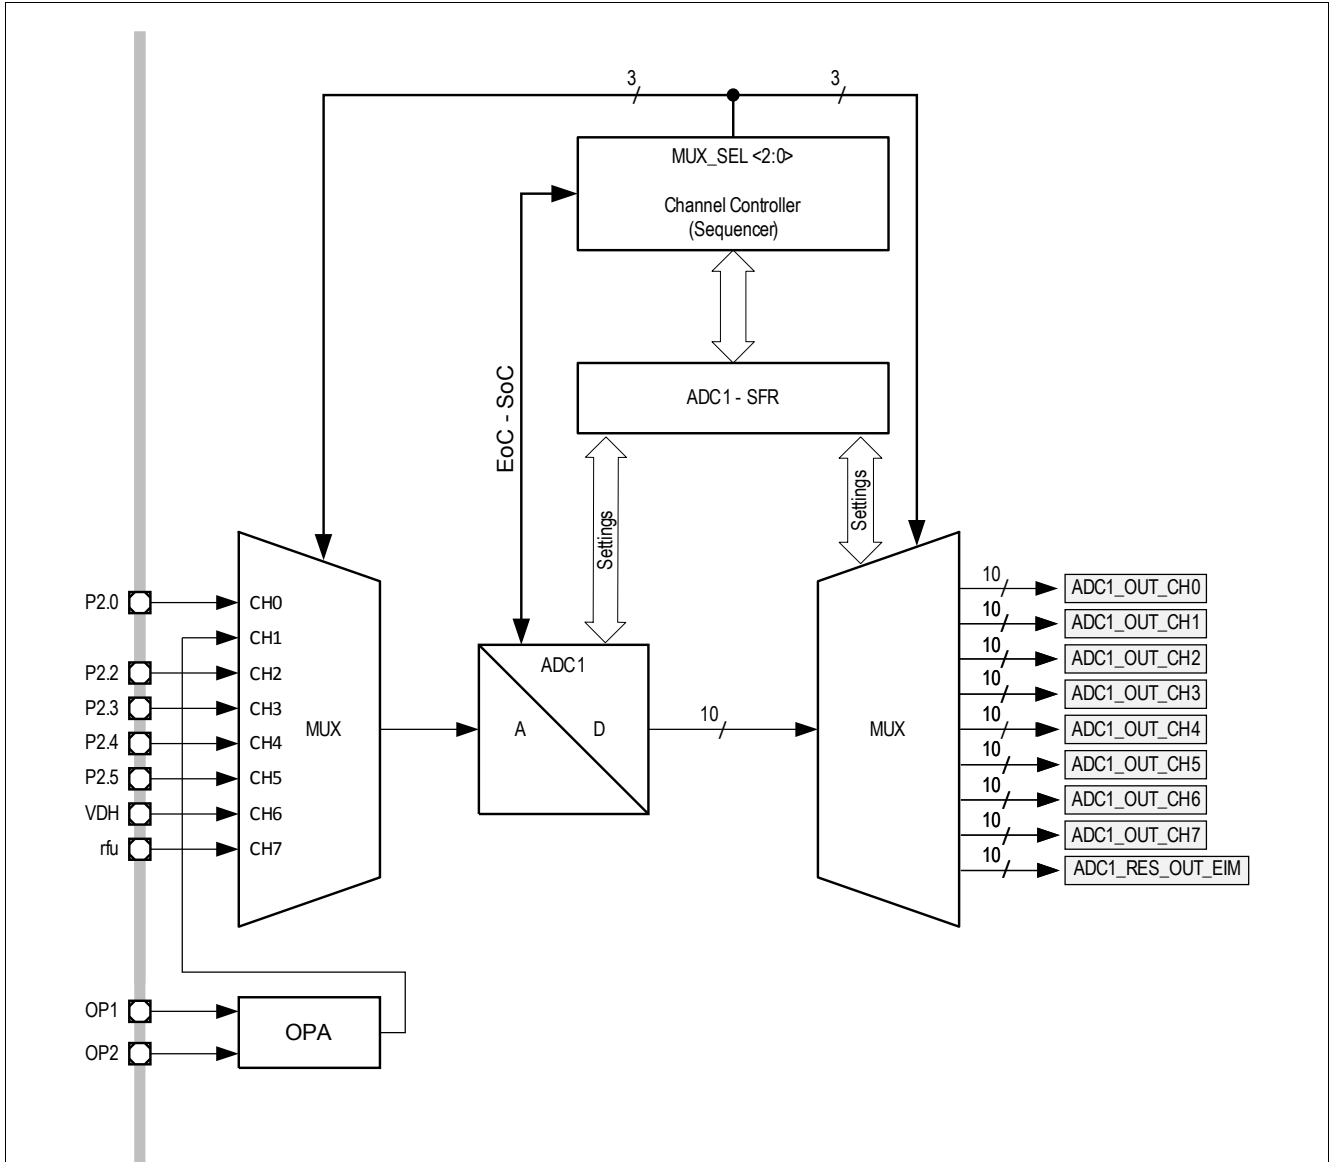 3
3
MUX_SEL <2:0>
Channel Controller
(Sequencer)
EoC - SoC
ADC1 - SFR
Settings
Settings
P2.0
P2.2
P2.3
P2.4
P2.5
VDH
rfu
CH0
CH1
CH2
CH3
CH4
CH5
CH6
CH7
MUX
ADC1
A
D
10
MUX
10
ADC1_OUT_CH0
10
ADC1_OUT_CH1
10
ADC1_OUT_CH2
10
ADC1_OUT_CH3
10
ADC1_OUT_CH4
10
ADC1_OUT_CH5
10
ADC1_OUT_CH6
10
ADC1_OUT_CH7
10
ADC1_RES_OUT_EIM
OP1
OP2
OPA